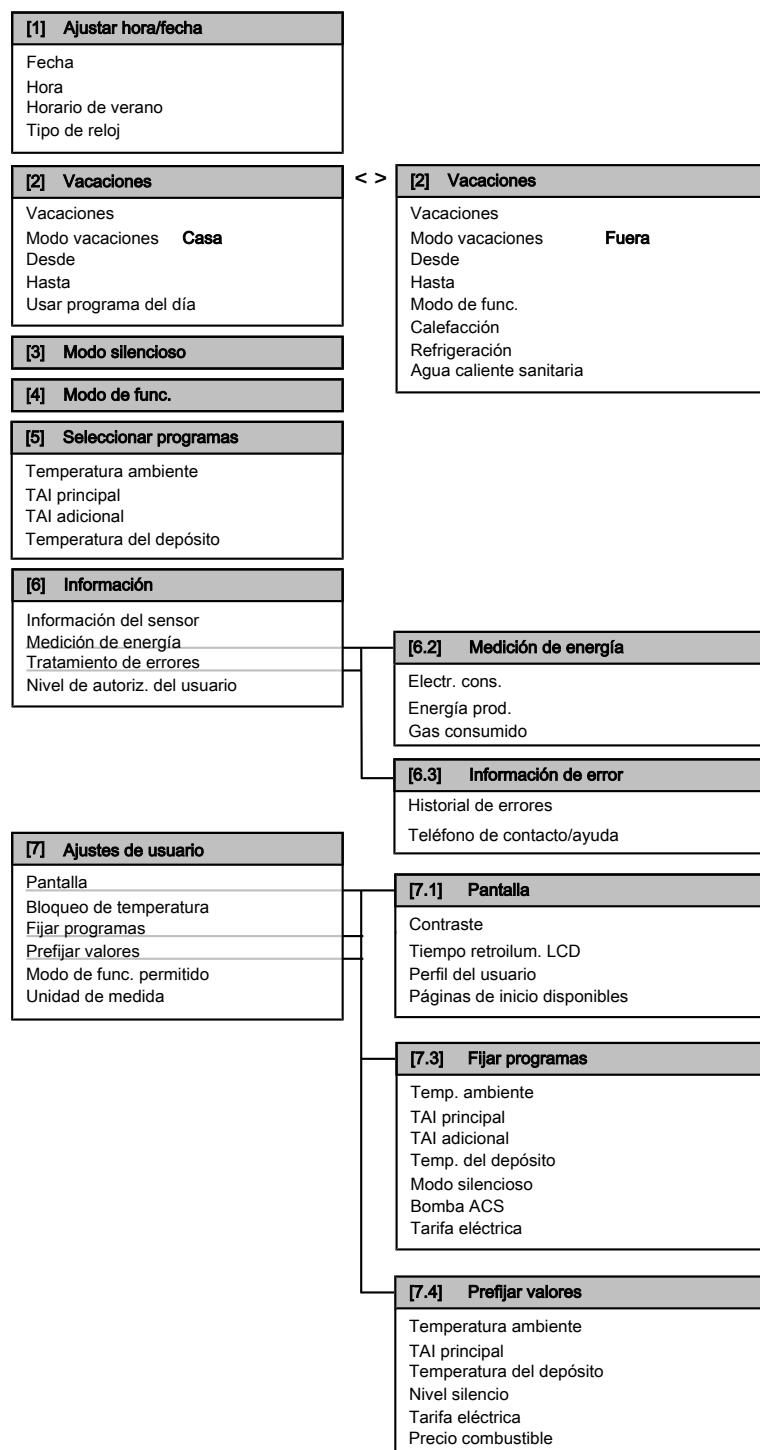 [1] Ajustar hora/fecha
Fecha
Hora
Horario de verano
Tipo de reloj
[2] Vacaciones
Vacaciones
Modo vacaciones Casa
Desde
Hasta
Usar programa del día
< >
[2] Vacaciones
Vacaciones
Modo vacaciones Fuera
Desde
Hasta
Modo de func.
Calefacción
Refrigeración
Agua caliente sanitaria
[3] Modo silencioso
[4] Modo de func.
[5] Seleccionar programas
Temperatura ambiente
TAI principal
TAI adicional
Temperatura del depósito
[6] Información
Información del sensor
Medición de energía
Tratamiento de errores
Nivel de autoriz. del usuario
[6.2] Medición de energía
Electr. cons.
Energía prod.
Gas consumido
[6.3] Información de error
Historial de errores
Teléfono de contacto/ayuda
[7] Ajustes de usuario
Pantalla
Bloqueo de temperatura
Fijar programas
Prefijar valores
Modo de func. permitido
Unidad de medida
[7.1] Pantalla
Contraste
Tiempo retroilum. LCD
Perfil del usuario
Páginas de inicio disponibles
[7.3] Fijar programas
Temp. ambiente
TAI principal
TAI adicional
Temp. del depósito
Modo silencioso
Bomba ACS
Tarifa eléctrica
[7.4] Prefijar valores
Temperatura ambiente
TAI principal
Temperatura del depósito
Nivel silencio
Tarifa eléctrica
Precio combustible